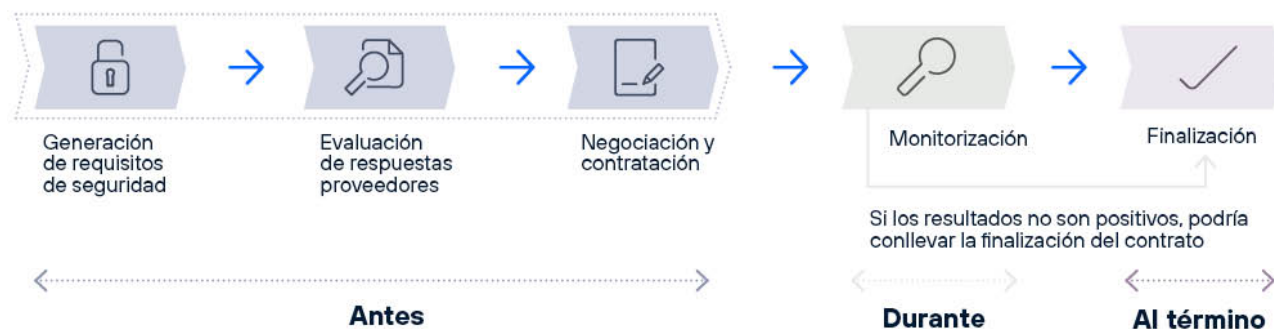 Generación
de requisitos
de seguridad
Evaluación
de respuestas
proveedores
Negociación y
contratación
Monitorización
Finalización
Si los resultados no son positivos, podría
conllevar la finalización del contrato
Antes
Durante
Al término